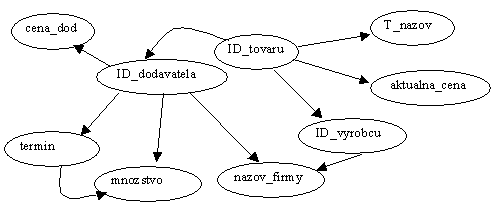 cena_dod
ID_tovaru
T_nazov
ID_dodavatela
aktualna_cena
ID_vyrobcu
termin
mnozstvo
nazov_firmy